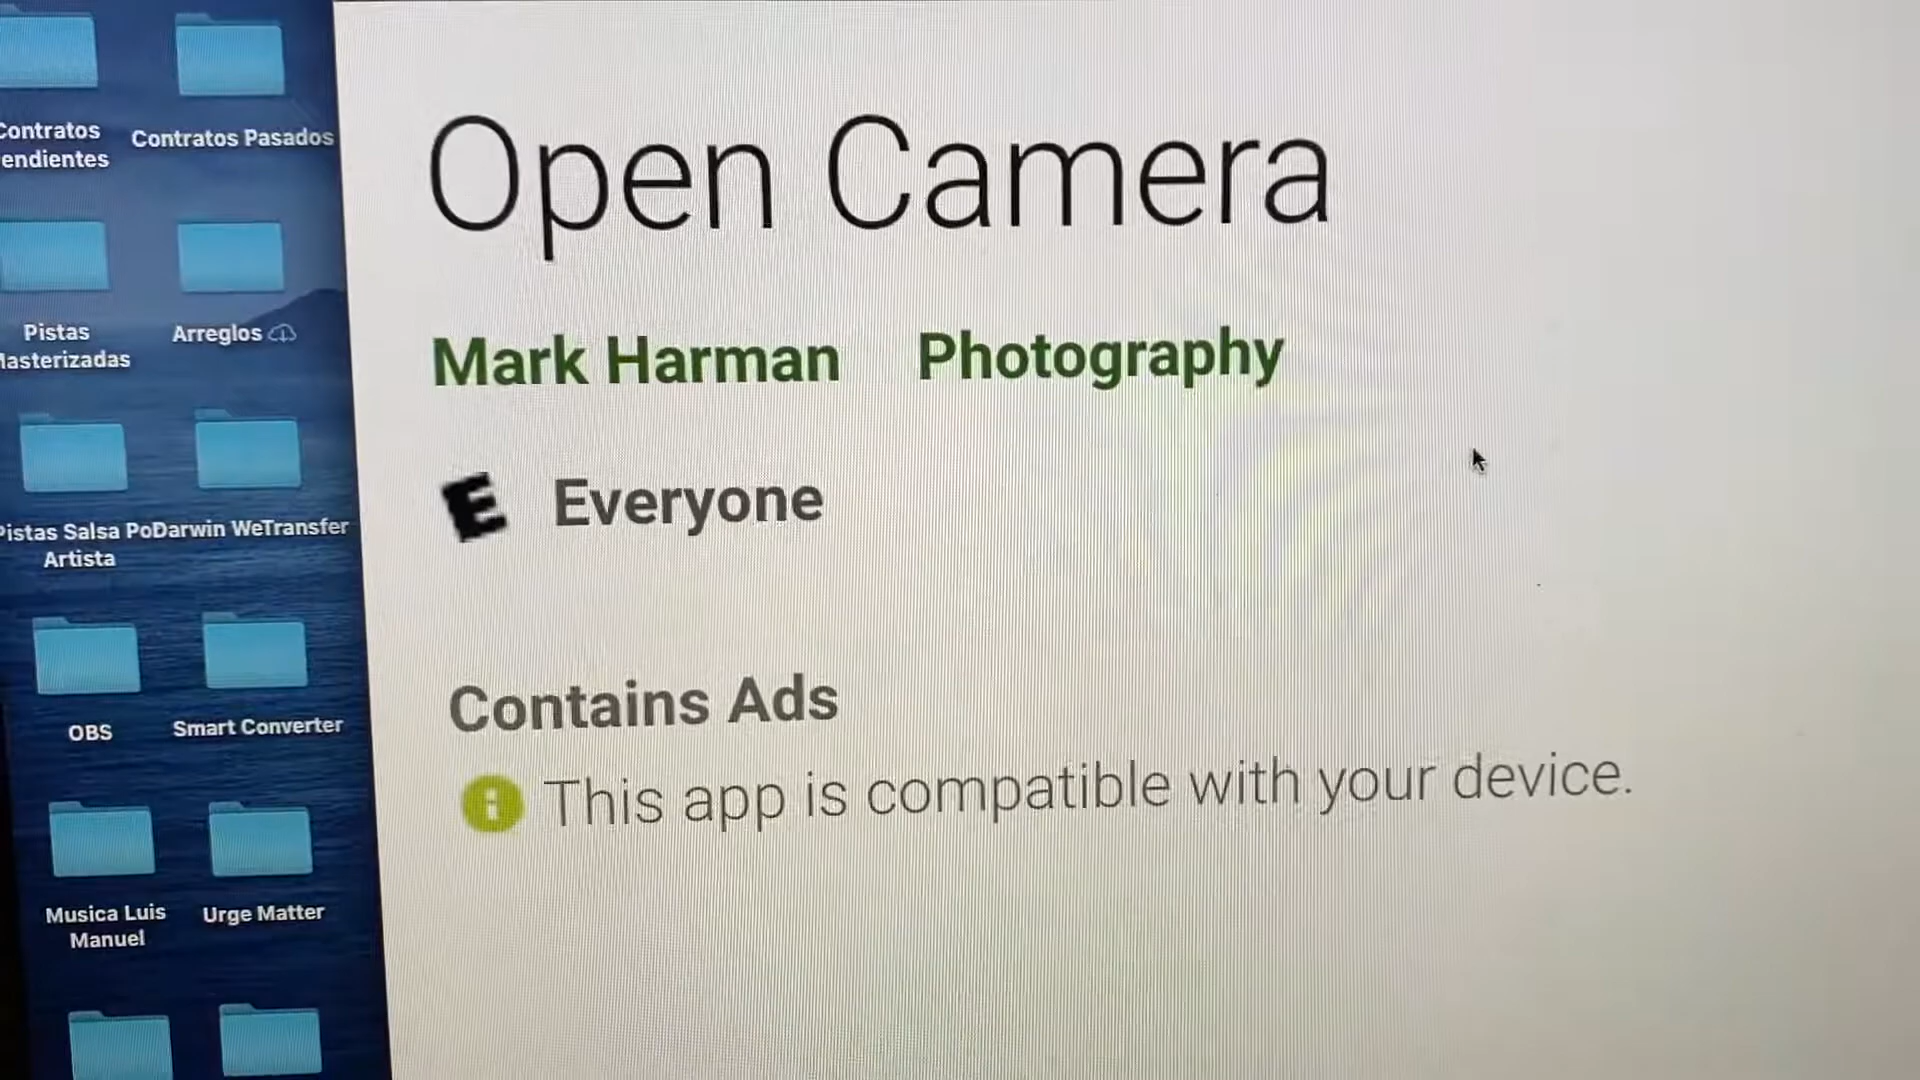 Contratos
endientes
Contratos Pasados
Open Camera
Mark Harman Photography
Pistas
Masterizadas
Arreglos
E Everyone
Pistas Salsa Po
Artista
Darwin WeTransfer
Contains Ads
OBS
Smart Converter
This app is compatible with your device.
Musica Luis
Manuel
Urge Matter